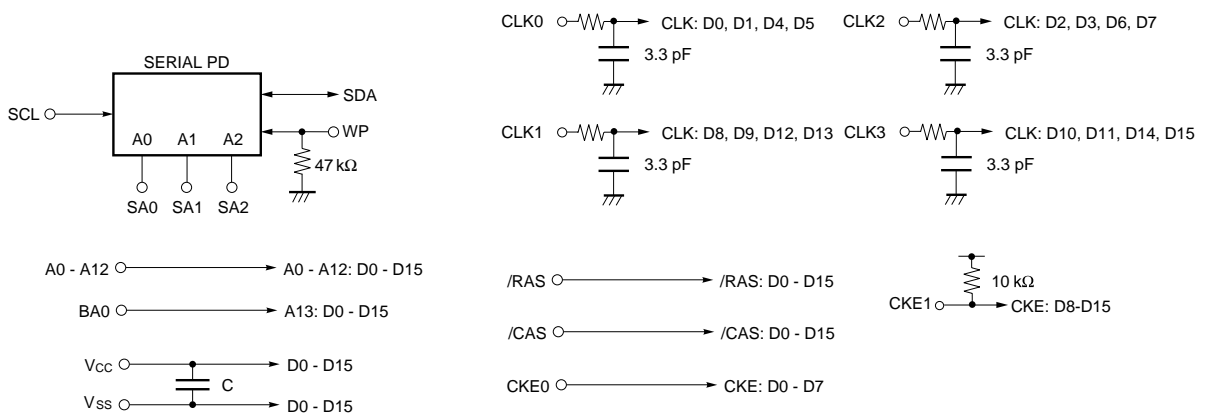 CLK0 CLK: D0, D1, D4, D5 CLK2 CLK: D2, D3, D6, D7
3.3 pF 3.3 pF
SERIAL PD
SCL SDA
A0 A1 A2 WP
47 kΩ
SA0 SA1 SA2
CLK1 CLK: D8, D9, D12, D13 CLK3 CLK: D10, D11, D14, D15
3.3 pF 3.3 pF
A0 - A12 A0 - A12: D0 - D15
BA0 A13: D0 - D15
VCC D0 - D15
C
VSS D0 - D15
/RAS /RAS: D0 - D15
/CAS /CAS: D0 - D15
CKE0 CKE: D0 - D7
10 kΩ
CKE1 CKE: D8-D15